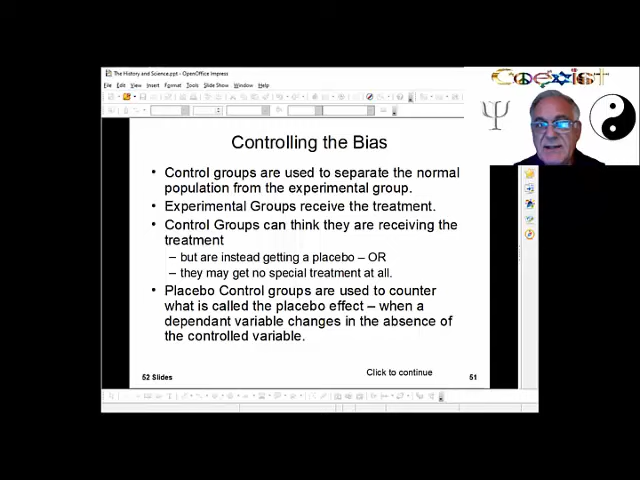 The History and Science.ppt - OpenOffice Impress
File Edit View Insert Format Tools Slide Show Window Help
Coexist
Ψ
Controlling the Bias
• Control groups are used to separate the normal
population from the experimental group.
• Experimental Groups receive the treatment.
• Control Groups can think they are receiving the
treatment
– but are instead getting a placebo – OR
– they may get no special treatment at all.
• Placebo Control groups are used to counter
what is called the placebo effect – when a
dependant variable changes in the absence of
the controlled variable.
Click to continue
52 Slides
51